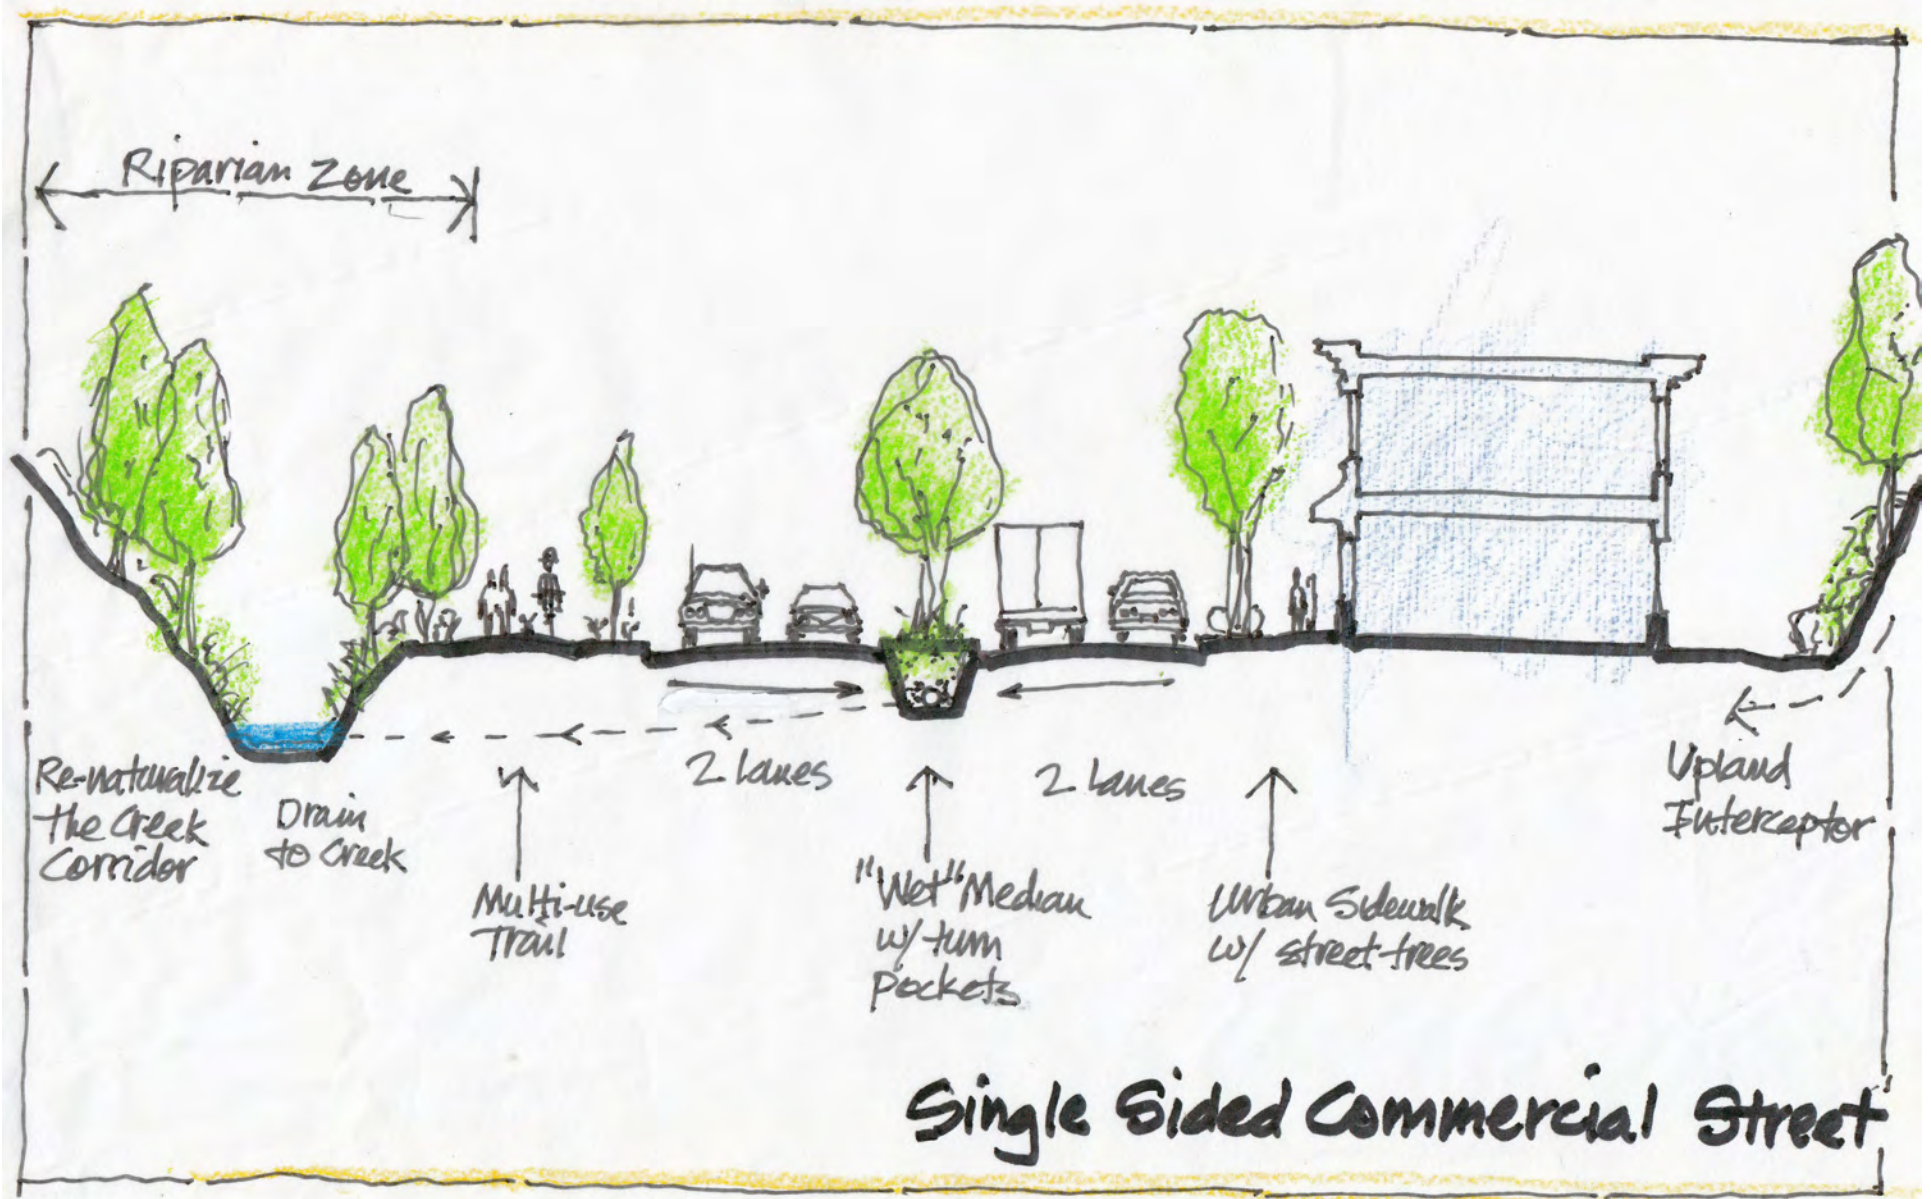 Riparian Zone
Re-naturalize
the Creek
Corridor
Drain
to Creek
Multi-use
Trail
2 Lanes
"Wet" Median
w/ turn
pockets
2 Lanes
Urban Sidewalk
w/ street trees
Upland
Interceptor
Single Sided Commercial Street